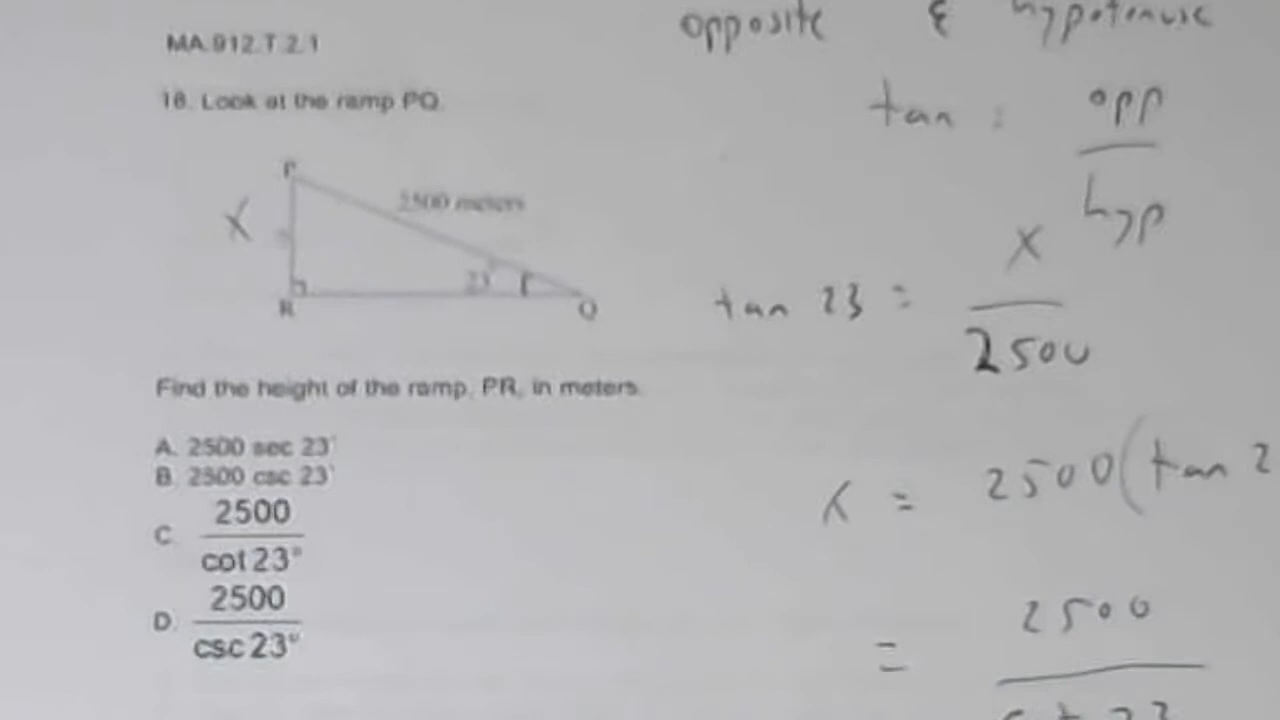 MA.912.T.2.1
18. Look at the ramp PQ.
P
2500 meters
X
23°
R
Q
Find the height of the ramp, PR, in meters.
A. 2500 sec 23°
B. 2500 csc 23°
C. 2500
cot 23°
D. 2500
csc 23°
opposite & hypotenuse
tan = opp
hyp
tan 23 = X
2500
x = 2500(tan 2
= 2500